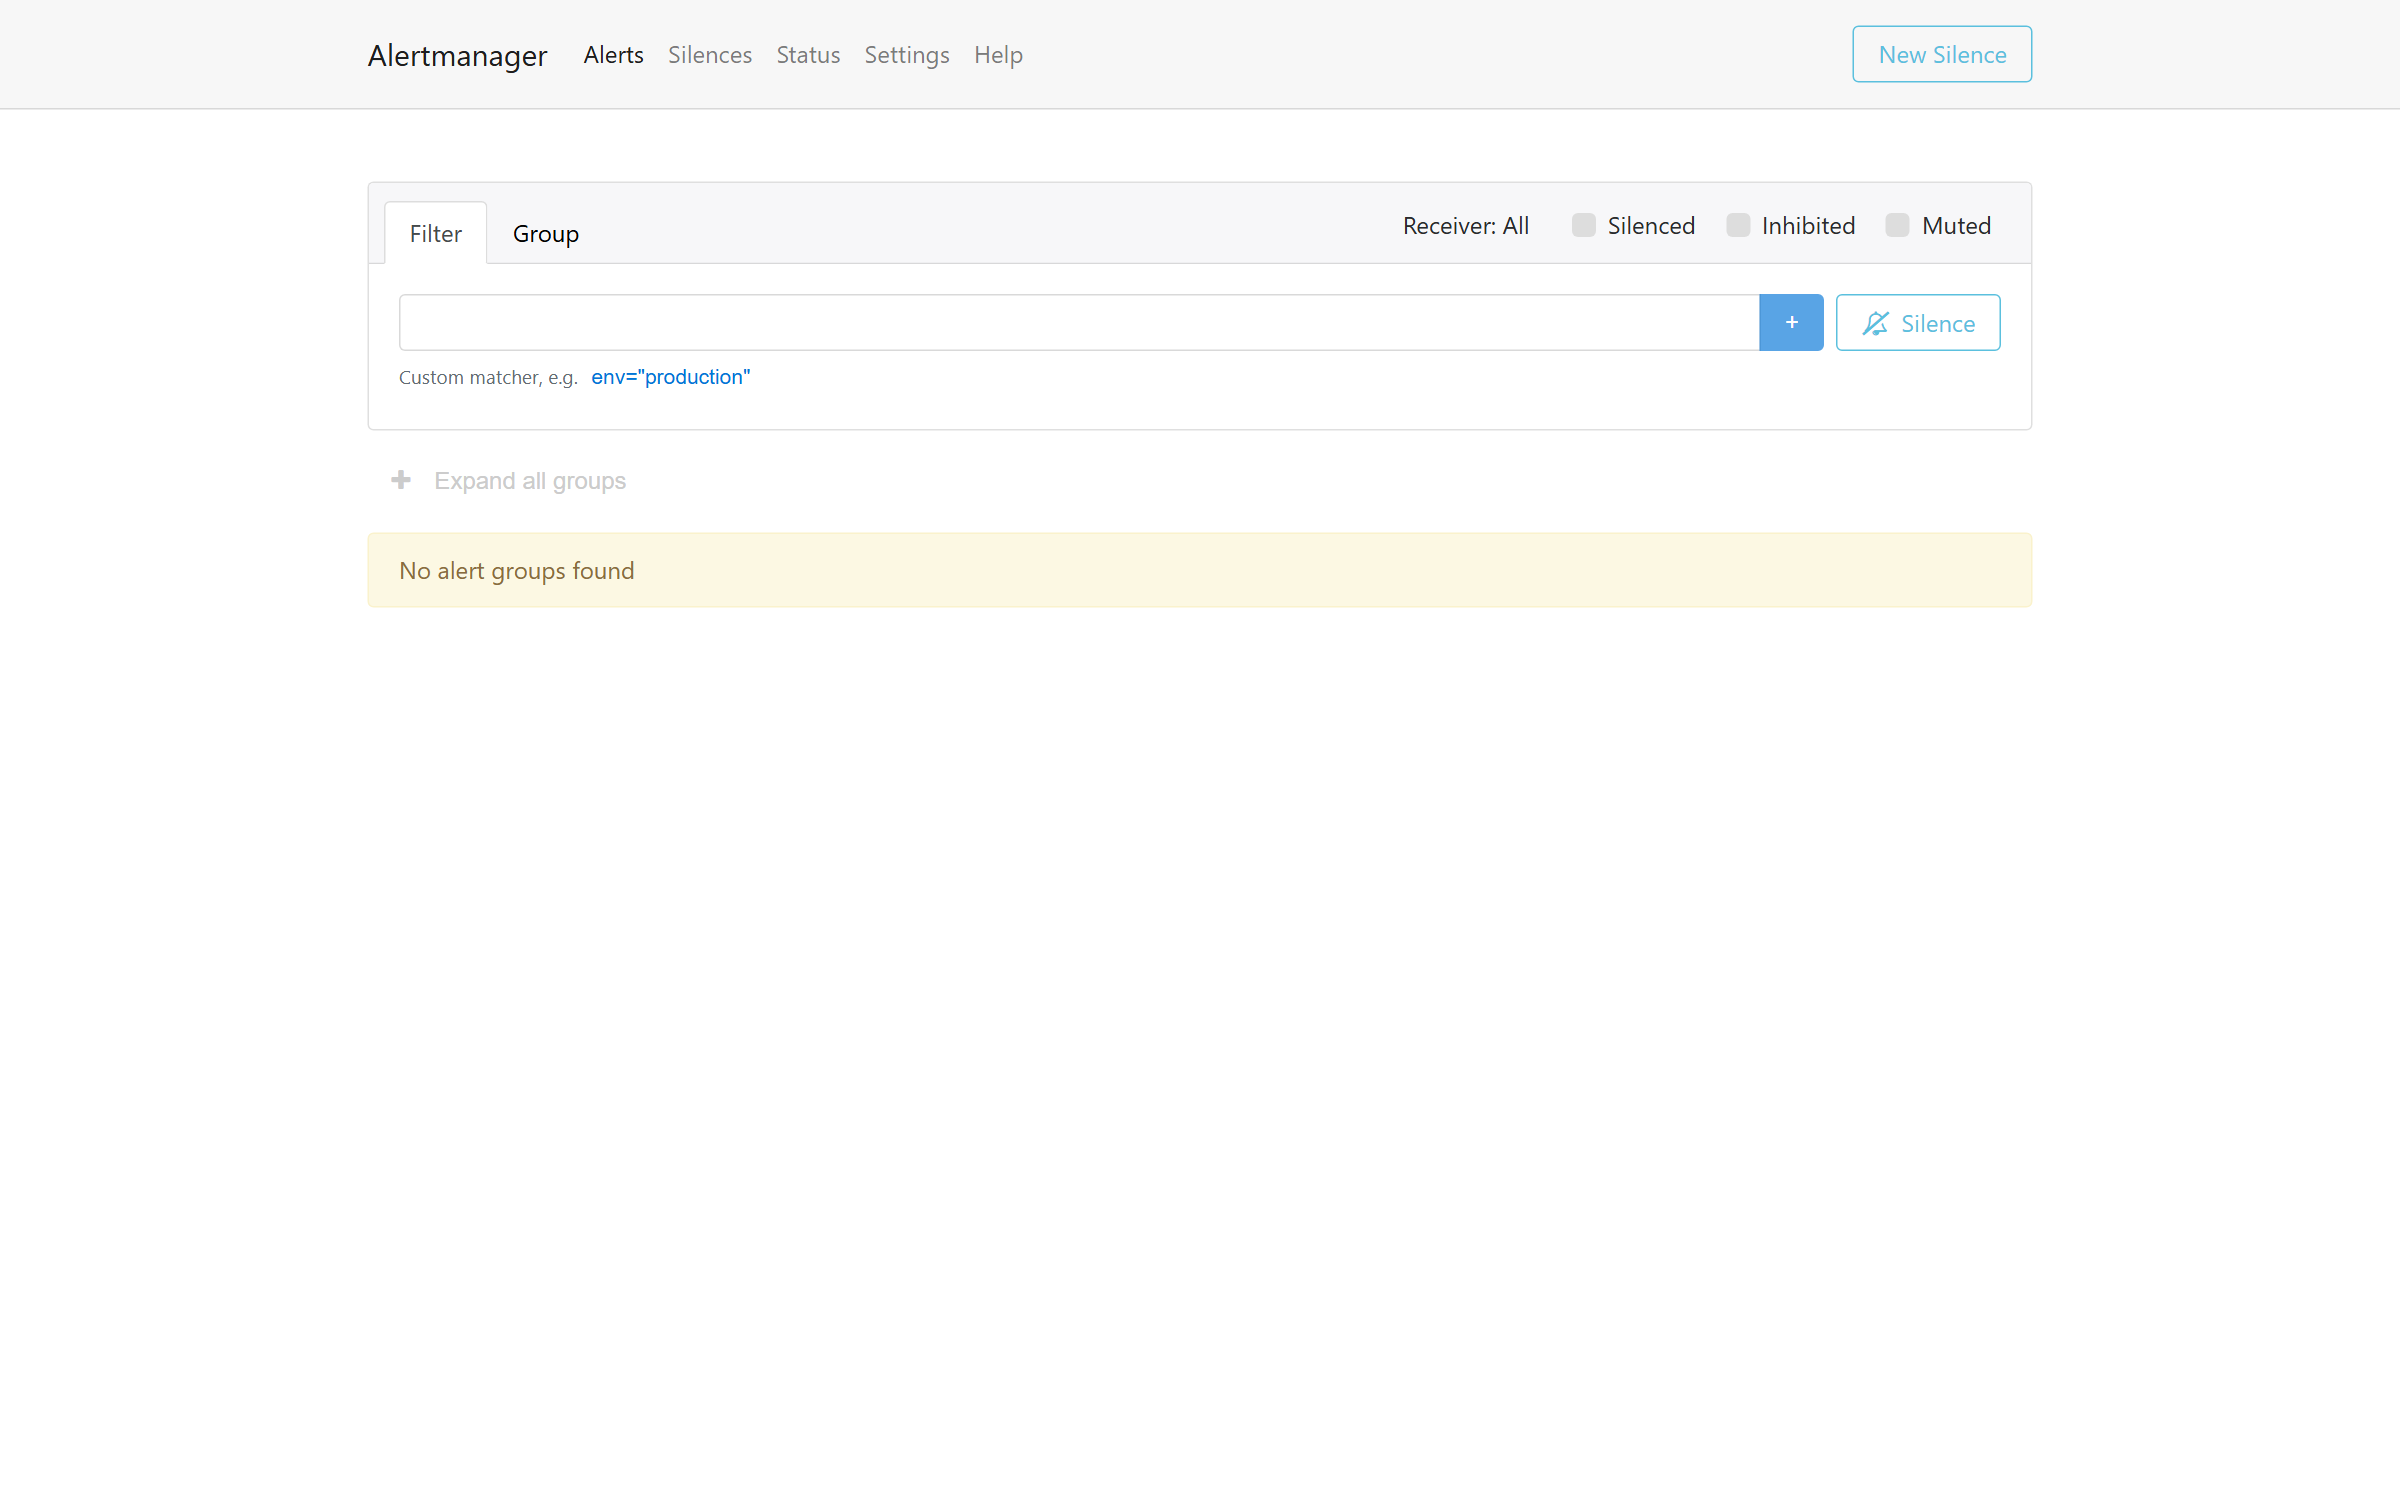 Alertmanager Alerts Silences Status Settings Help New Silence
Filter Group Receiver: All Silenced Inhibited Muted
+ Silence
Custom matcher, e.g. env="production"
+ Expand all groups
No alert groups found